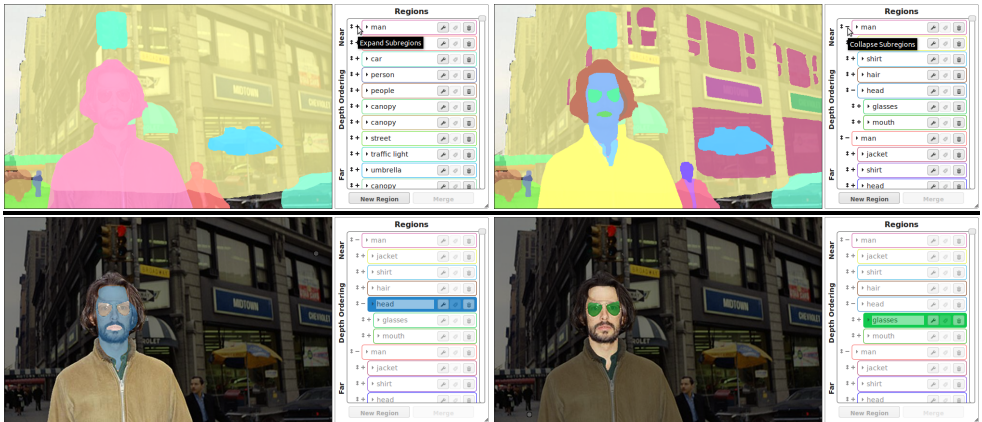 MIDTOWN
Regions
Near
Depth Ordering
Far
man
Expand Subregions
car
person
people
canopy
canopy
street
traffic light
umbrella
canopy
New Region
Merge
Regions
Near
Depth Ordering
Far
man
Collapse Subregions
shirt
hair
head
glasses
mouth
man
jacket
shirt
head
New Region
Merge
MIDTOWN
CHEVROLET
Regions
Near
Depth Ordering
Far
man
jacket
shirt
hair
head
glasses
mouth
man
jacket
shirt
head
New Region
Merge
MIDTOWN
CHEVROLET
Regions
Near
Depth Ordering
Far
man
jacket
shirt
hair
head
glasses
mouth
man
jacket
shirt
head
New Region
Merge